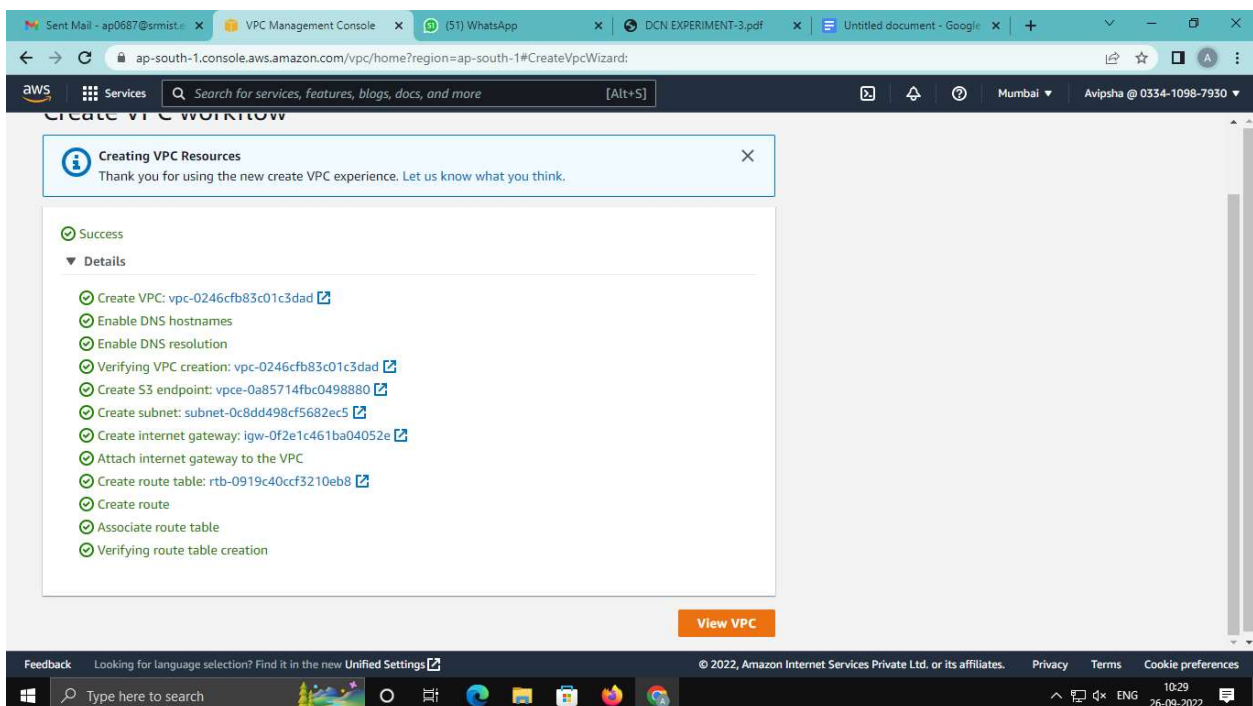 Sent Mail - ap0687@srmist.e
VPC Management Console
(51) WhatsApp
DCN EXPERIMENT-3.pdf
Untitled document - Google
ap-south-1.console.aws.amazon.com/vpc/home?region=ap-south-1#CreateVpcWizard:
aws Services Search for services, features, blogs, docs, and more [Alt+S] Mumbai Avipsha @ 0334-1098-7930
Create VPC workflow
Creating VPC Resources
Thank you for using the new create VPC experience. Let us know what you think.
Success
Details
Create VPC: vpc-0246cfb83c01c3dad
Enable DNS hostnames
Enable DNS resolution
Verifying VPC creation: vpc-0246cfb83c01c3dad
Create S3 endpoint: vpce-0a85714fbc0498880
Create subnet: subnet-0c8dd498cf5682ec5
Create internet gateway: igw-0f2e1c461ba04052e
Attach internet gateway to the VPC
Create route table: rtb-0919c40ccf3210eb8
Create route
Associate route table
Verifying route table creation
View VPC
Feedback Looking for language selection? Find it in the new Unified Settings © 2022, Amazon Internet Services Private Ltd. or its affiliates. Privacy Terms Cookie preferences
Type here to search ENG 10:29
26-09-2022